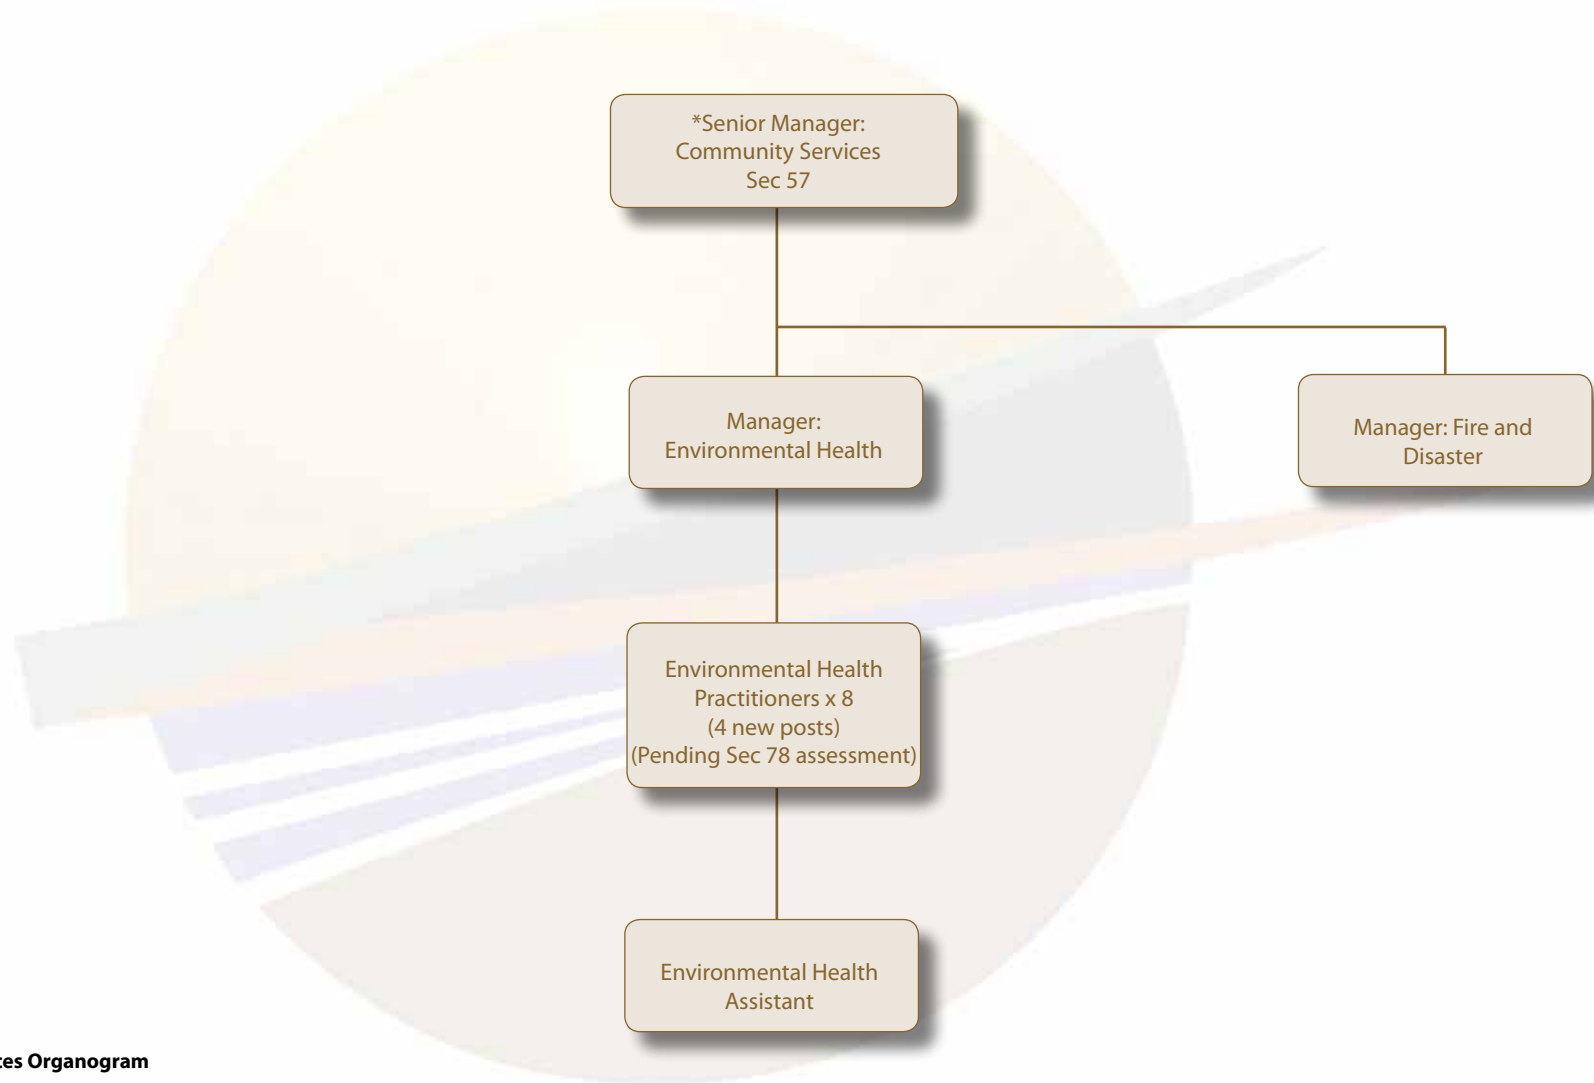 *Senior Manager:
Community Services
Sec 57
Manager:
Environmental Health
Manager: Fire and
Disaster
Environmental Health
Practitioners x 8
(4 new posts)
(Pending Sec 78 assessment)
Environmental Health
Assistant
Organogram